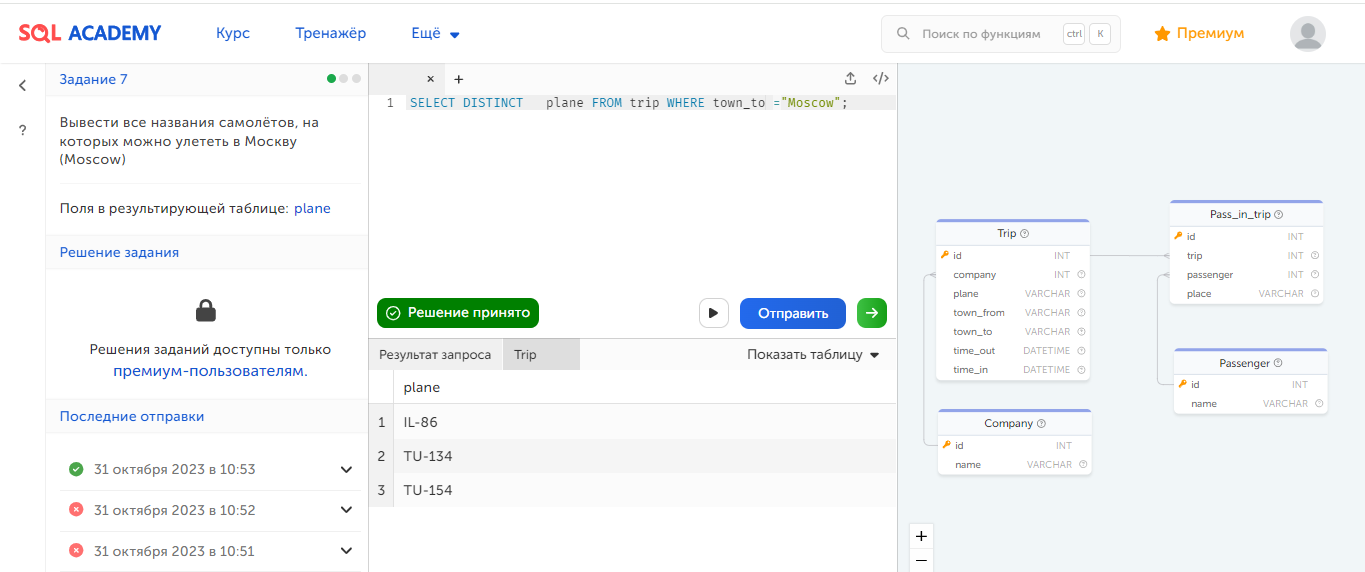 SQL ACADEMY
Курс
Тренажёр
Ещё
Поиск по функциям
ctrl
K
Премиум
?
Задание 7
Вывести все названия самолётов, на
которых можно улететь в Москву
(Moscow)
Поля в результирующей таблице: plane
Решение задания
Решения заданий доступны только
премиум-пользователям.
Последние отправки
31 октября 2023 в 10:53
31 октября 2023 в 10:52
31 октября 2023 в 10:51
× +
</>
1 SELECT DISTINCT plane FROM trip WHERE town_to ="Moscow";
Решение принято
Отправить
Результат запроса
Trip
Показать таблицу
plane
1 IL-86
2 TU-134
3 TU-154
Trip ?
id INT
company INT ?
plane VARCHAR ?
town_from VARCHAR ?
town_to VARCHAR ?
time_out DATETIME ?
time_in DATETIME ?
Company ?
id INT
name VARCHAR ?
Pass_in_trip ?
id INT
trip INT ?
passenger INT ?
place VARCHAR ?
Passenger ?
id INT
name VARCHAR ?
+
−